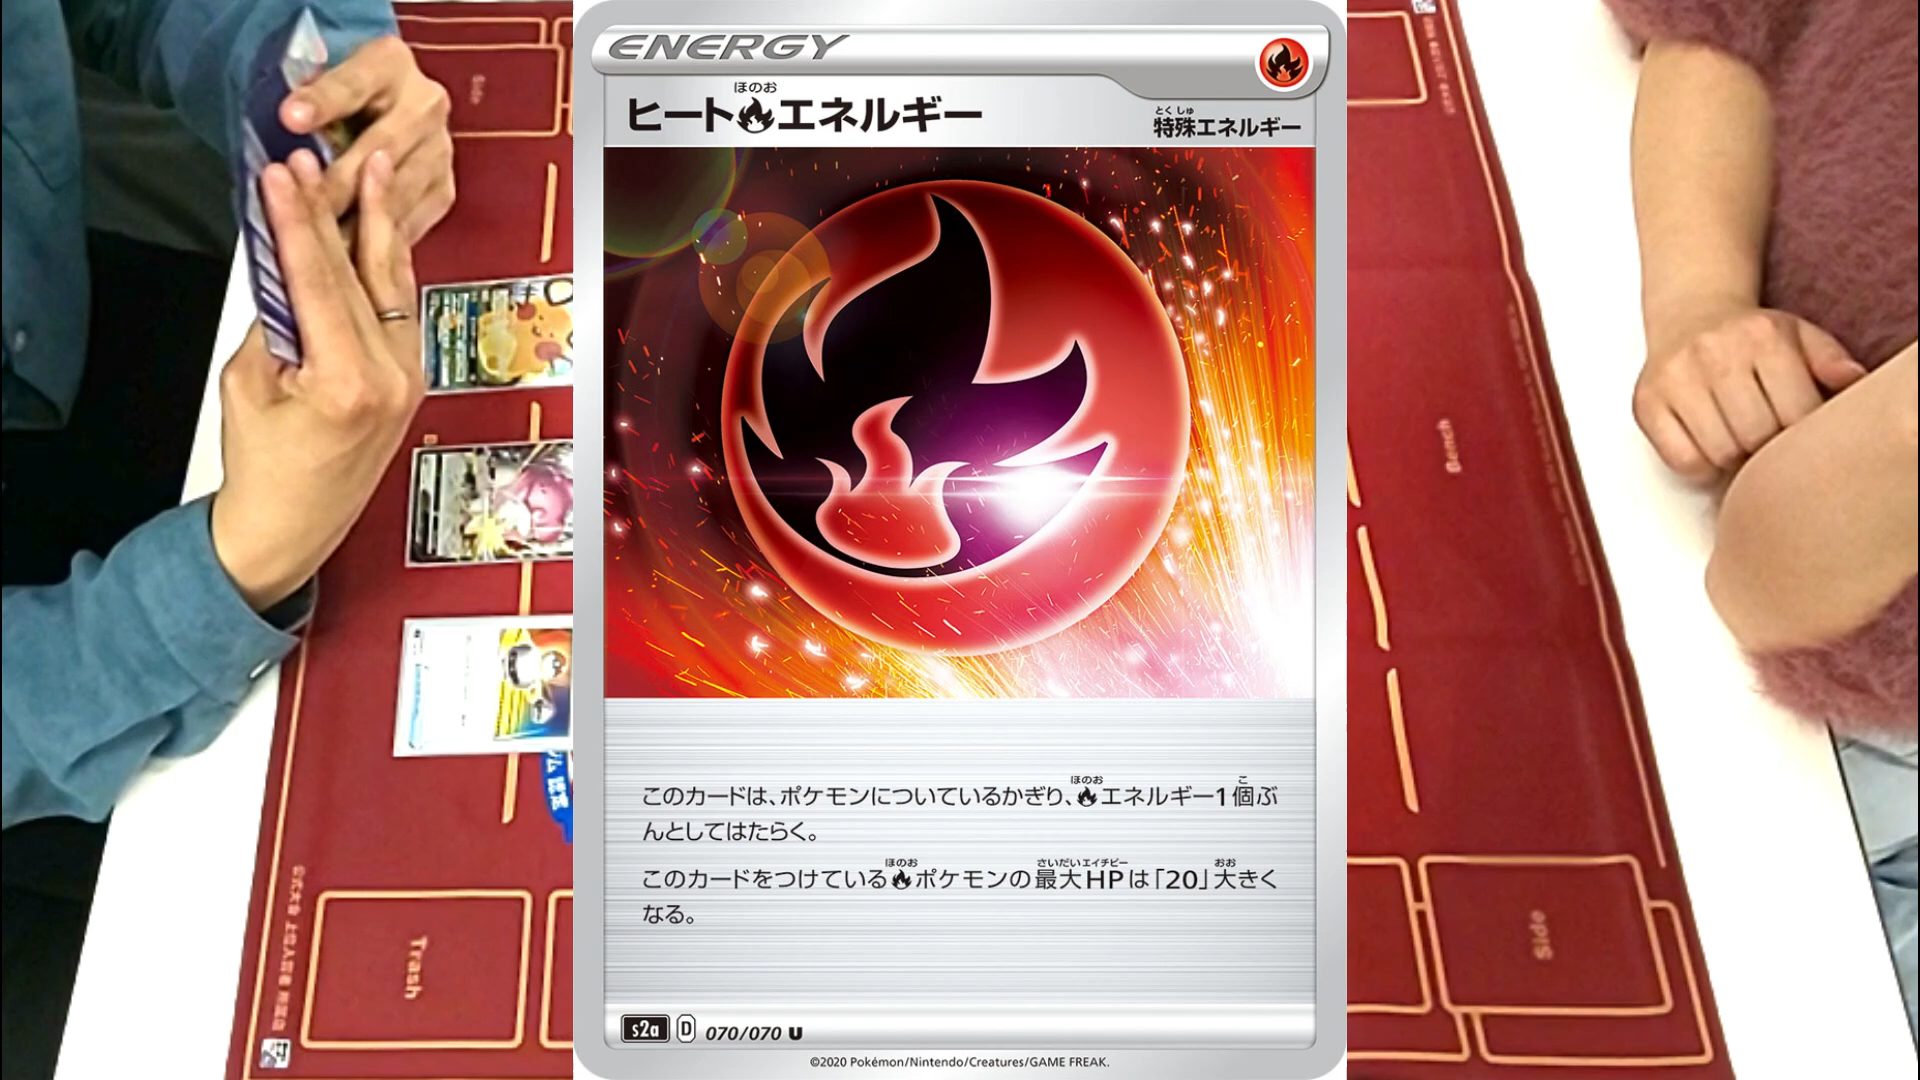 ENERGY
ほのお
ヒート エネルギー
とくしゅ
特殊エネルギー
ほのお こ
このカードは、ポケモンについているかぎり、エネルギー1個ぶ
んとしてはたらく。
ほのお さいだいエイチピー おお
このカードをつけているポケモンの最大HPは「20」大きく
なる。
s2a D 070/070 U
©2020 Pokémon/Nintendo/Creatures/GAME FREAK.
Side
Trash
Bench
Side